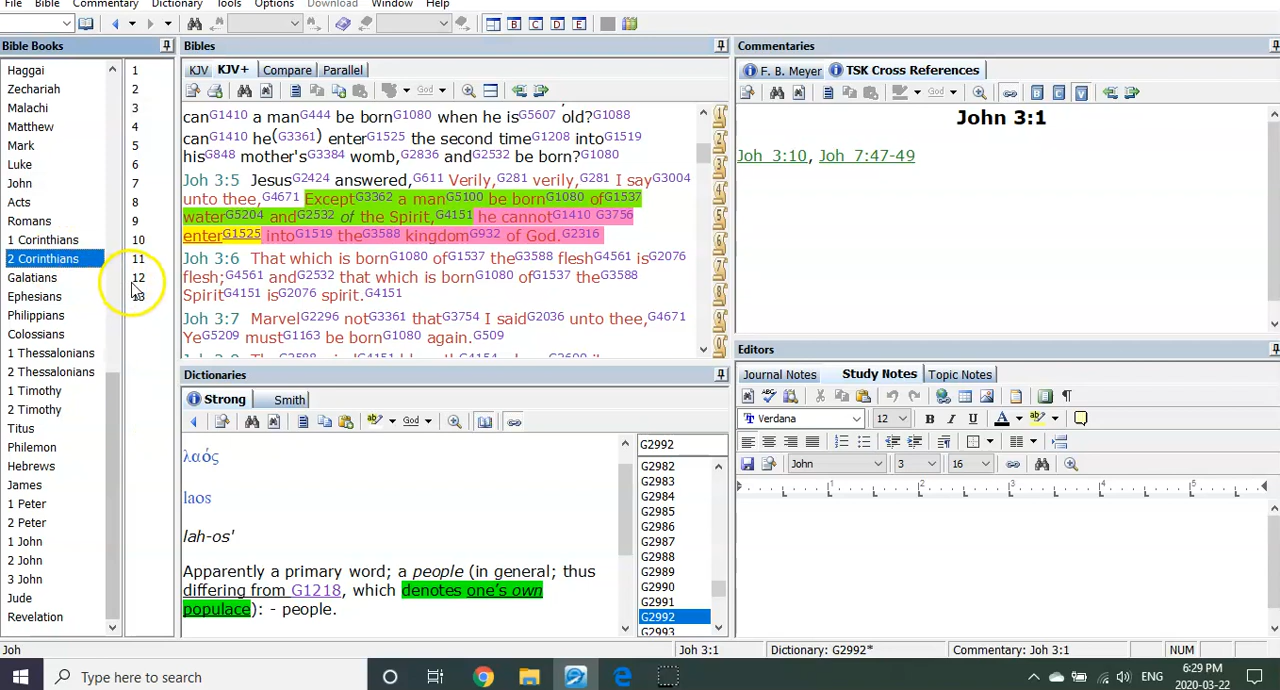 File Bible Commentary Dictionary Tools Options Download Window Help
Bible Books
Haggai
Zechariah
Malachi
Matthew
Mark
Luke
John
Acts
Romans
1 Corinthians
2 Corinthians
Galatians
Ephesians
Philippians
Colossians
1 Thessalonians
2 Thessalonians
1 Timothy
2 Timothy
Titus
Philemon
Hebrews
James
1 Peter
2 Peter
1 John
2 John
3 John
Jude
Revelation
1
2
3
4
5
6
7
8
9
10
11
12
13
Bibles
KJV KJV+ Compare Parallel
can G1410 a man G444 be born G1080 when he is G5607 old? G1088
can G1410 he( G3361) enter G1525 the second time G1208 into G1519
his G848 mother's G3384 womb, G2836 and G2532 be born? G1080
Joh 3:5 Jesus G2424 answered, G611 Verily, G281 verily, G281 I say G3004
unto thee, G4671 Except G3362 a man G5100 be born G1080 of G1537
water G5204 and G2532 of the Spirit, G4151 he cannot G1410 G3756
enter G1525 into G1519 the G3588 kingdom G932 of God. G2316
Joh 3:6 That which is born G1080 of G1537 the G3588 flesh G4561 is G2076
flesh; G4561 and G2532 that which is born G1080 of G1537 the G3588
Spirit G4151 is G2076 spirit. G4151
Joh 3:7 Marvel G2296 not G3361 that G3754 I said G2036 unto thee, G4671
Ye G5209 must G1163 be born G1080 again. G509
Dictionaries
Strong Smith
λαός
laos
lah-os'
Apparently a primary word; a people (in general; thus
differing from G1218, which denotes one's own
populace): - people.
G2992
G2982
G2983
G2984
G2985
G2986
G2987
G2988
G2989
G2990
G2991
G2992
G2993
Commentaries
F. B. Meyer TSK Cross References
John 3:1
Joh 3:10, Joh 7:47-49
Editors
Journal Notes Study Notes Topic Notes
Verdana 12 B I U A
John 3 16
1 2 3 4 5
Joh Joh 3:1 Dictionary: G2992* Commentary: Joh 3:1 NUM
Type here to search
ENG
6:29 PM
2020-03-22